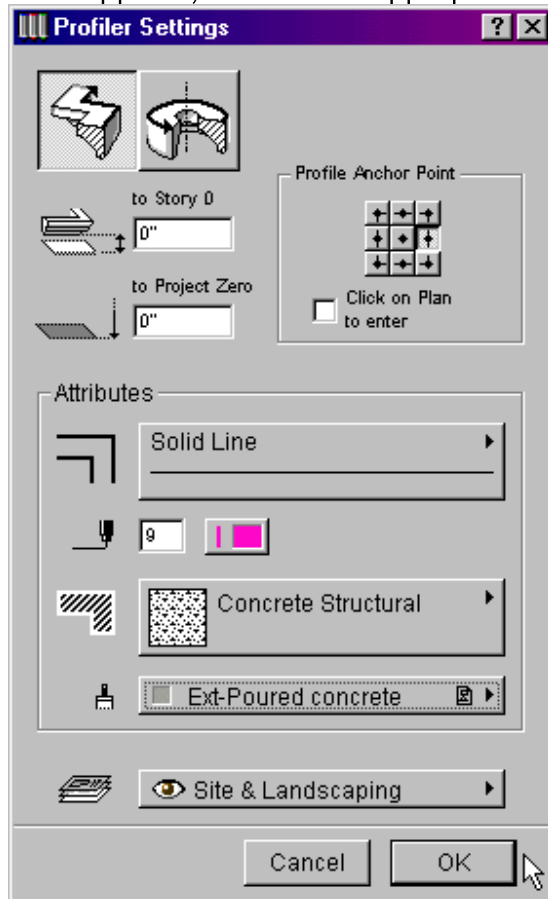 Profiler Settings
to Story 0
0"
to Project Zero
0"
Profile Anchor Point
Click on Plan
to enter
Attributes
Solid Line
9
Concrete Structural
Ext-Poured concrete
Site & Landscaping
Cancel
OK